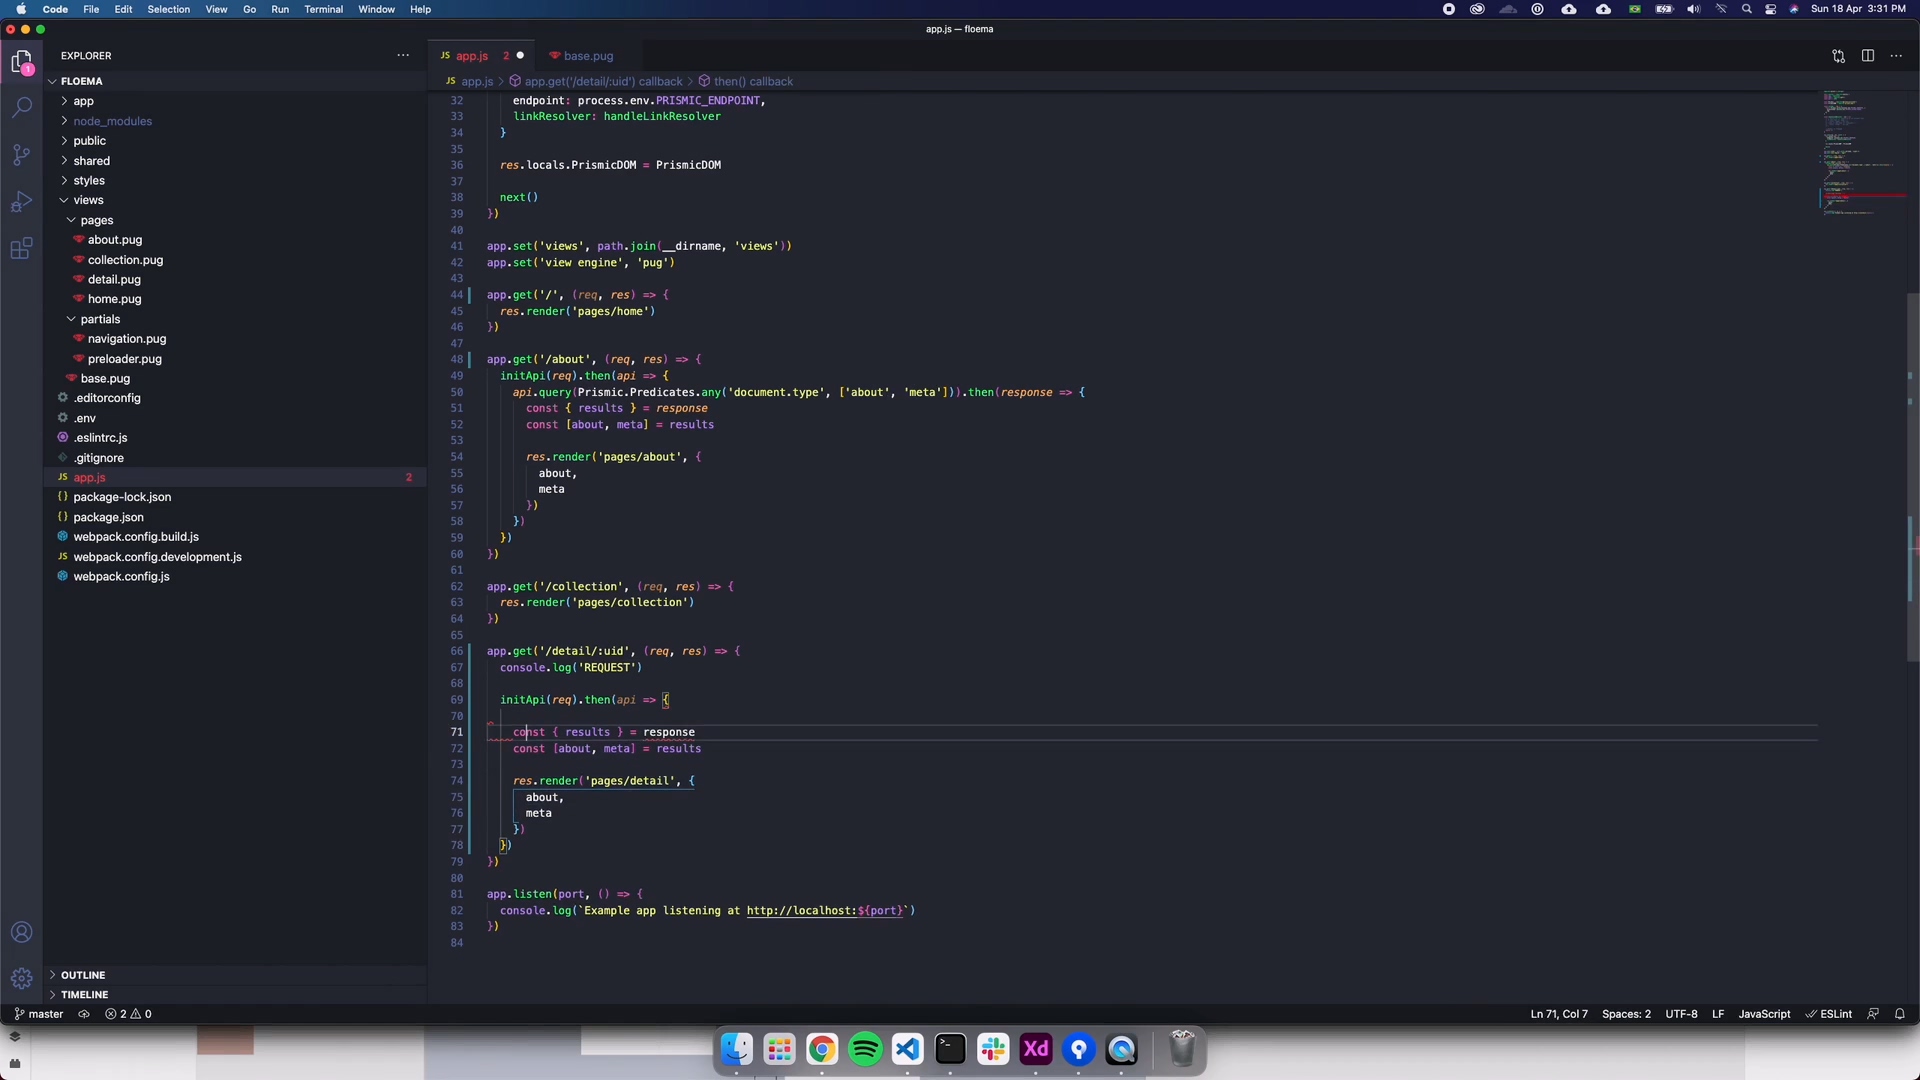 Code File Edit Selection View Go Run Terminal Window Help Sun 18 Apr 3:31 PM
app.js — floema
EXPLORER
JS app.js 2
base.pug
FLOEMA
JS app.js > app.get('/detail/:uid') callback > then() callback
app
node_modules
public
shared
styles
views
pages
about.pug
collection.pug
detail.pug
home.pug
partials
navigation.pug
preloader.pug
base.pug
.editorconfig
.env
.eslintrc.js
.gitignore
JS app.js 2
package-lock.json
package.json
webpack.config.build.js
JS webpack.config.development.js
webpack.config.js
OUTLINE
TIMELINE
1
32 endpoint: process.env.PRISMIC_ENDPOINT,
33 linkResolver: handleLinkResolver
34 }
35
36 res.locals.PrismicDOM = PrismicDOM
37
38 next()
39 })
40
41 app.set('views', path.join(__dirname, 'views'))
42 app.set('view engine', 'pug')
43
44 app.get('/', (req, res) => {
45 res.render('pages/home')
46 })
47
48 app.get('/about', (req, res) => {
49 initApi(req).then(api => {
50 api.query(Prismic.Predicates.any('document.type', ['about', 'meta'])).then(response => {
51 const { results } = response
52 const [about, meta] = results
53
54 res.render('pages/about', {
55 about,
56 meta
57 })
58 })
59 })
60 })
61
62 app.get('/collection', (req, res) => {
63 res.render('pages/collection')
64 })
65
66 app.get('/detail/:uid', (req, res) => {
67 console.log('REQUEST')
68
69 initApi(req).then(api => {
70
71 const { results } = response
72 const [about, meta] = results
73
74 res.render('pages/detail', {
75 about,
76 meta
77 })
78 })
79 })
80
81 app.listen(port, () => {
82 console.log(`Example app listening at http://localhost:${port}`)
83 })
84
master 2 0 Ln 71, Col 7 Spaces: 2 UTF-8 LF JavaScript ESLint
Xd